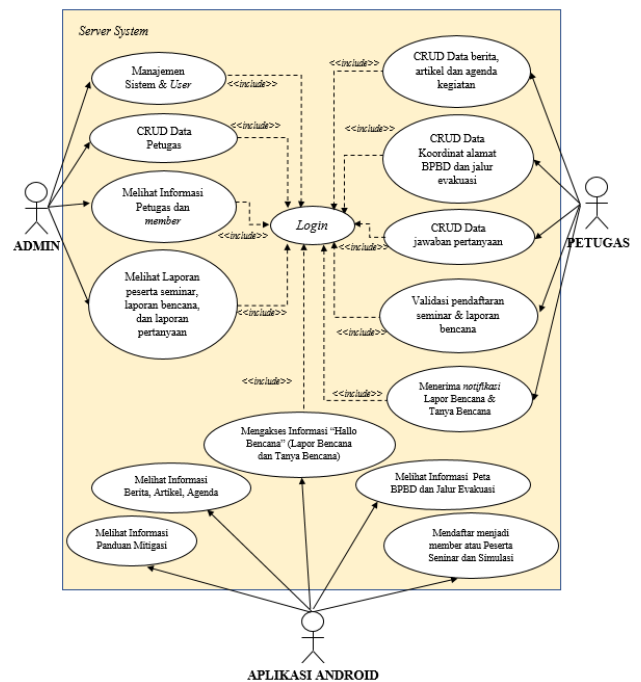 Server System
Manajemen
Sistem & User
<<include>>
CRUD Data
Petugas
<<include>>
Melihat Informasi
Petugas dan
member
<<include>>
Melihat Laporan
peserta seminar,
laporan bencana,
dan laporan
pertanyaan
<<include>>
ADMIN
Login
CRUD Data berita,
artikel dan agenda
kegiatan
<<include>>
CRUD Data
Koordinat alamat
BPBD dan jalur
evakuasi
<<include>>
CRUD Data
jawaban pertanyaan
<<include>>
Validasi pendaftaran
seminar & laporan
bencana
<<include>>
Menerima notifikasi
Lapor Bencana &
Tanya Bencana
<<include>>
PETUGAS
<<include>>
Mengakses Informasi “Hallo
Bencana” (Lapor Bencana
dan Tanya Bencana)
Melihat Informasi
Berita, Artikel, Agenda
Melihat Informasi Peta
BPBD dan Jalur Evakuasi
Melihat Informasi
Panduan Mitigasi
Mendaftar menjadi
member atau Peserta
Seninar dan Simulasi
APLIKASI ANDROID